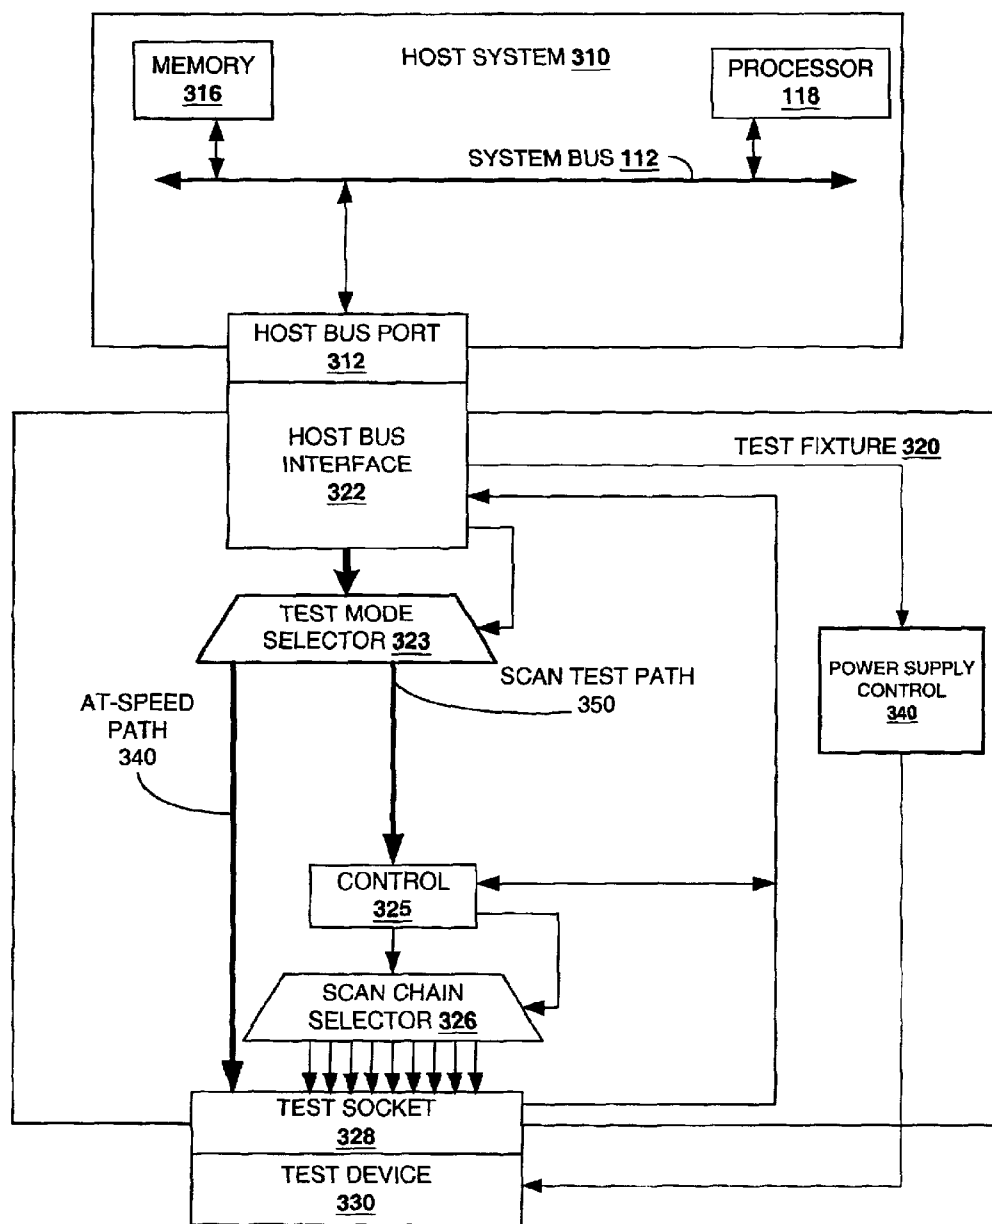 HOST SYSTEM 310
MEMORY
316
PROCESSOR
118
SYSTEM BUS 112
HOST BUS PORT
312
HOST BUS
INTERFACE
322
TEST FIXTURE 320
TEST MODE
SELECTOR 323
SCAN TEST PATH
350
AT-SPEED
PATH
340
POWER SUPPLY
CONTROL
340
CONTROL
325
SCAN CHAIN
SELECTOR 326
TEST SOCKET
328
TEST DEVICE
330